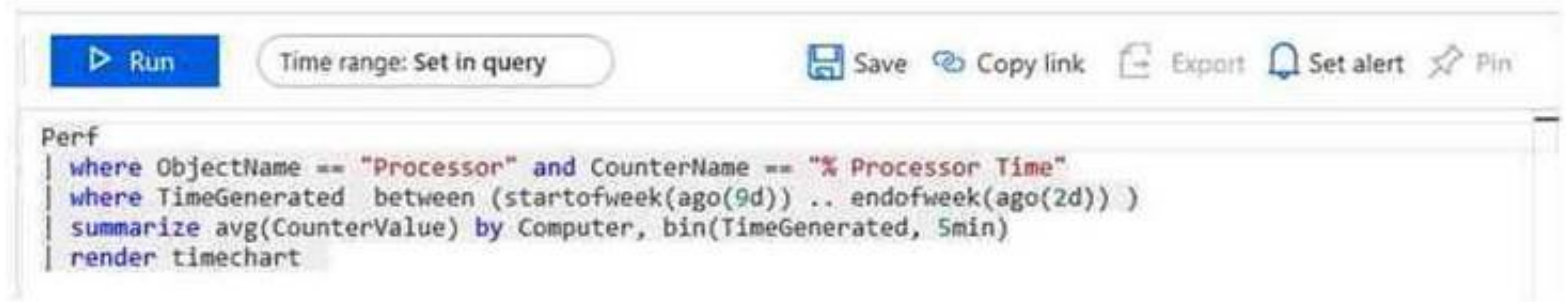 Run Time range: Set in query Save Copy link Export Set alert Pin
Perf
| where ObjectName == "Processor" and CounterName == "% Processor Time"
| where TimeGenerated between (startofweek(ago(9d)) .. endofweek(ago(2d)) )
| summarize avg(CounterValue) by Computer, bin(TimeGenerated, 5min)
| render timechart